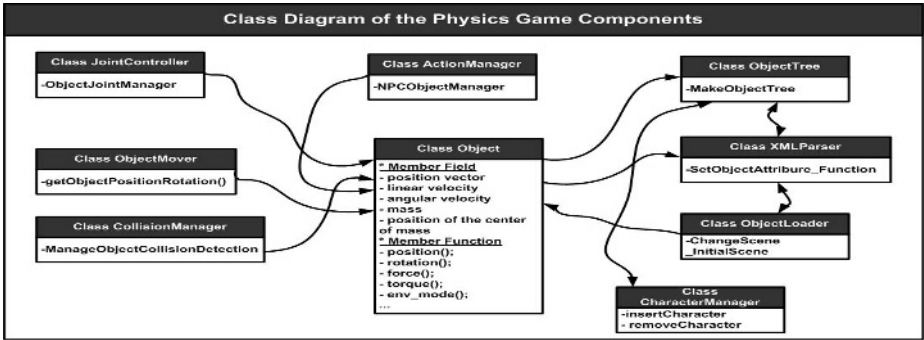 Class Diagram of the Physics Game Components
Class JointController
-ObjectJointManager
Class ActionManager
-NPCObjectManager
Class ObjectTree
-MakeObjectTree
Class ObjectMover
-getObjectPositionRotation()
Class CollisionManager
-ManageObjectCollisionDetection
Class Object
* Member Field
- position vector
- linear velocity
- angular velocity
- mass
- position of the center
of mass
* Member Function
- position();
- rotation();
- force();
- torque();
- env_mode();
...
Class XMLParser
-SetObjectAttribure_Function
Class ObjectLoader
-ChangeScene
_InitialScene
Class
CharacterManager
-insertCharacter
- removeCharacter